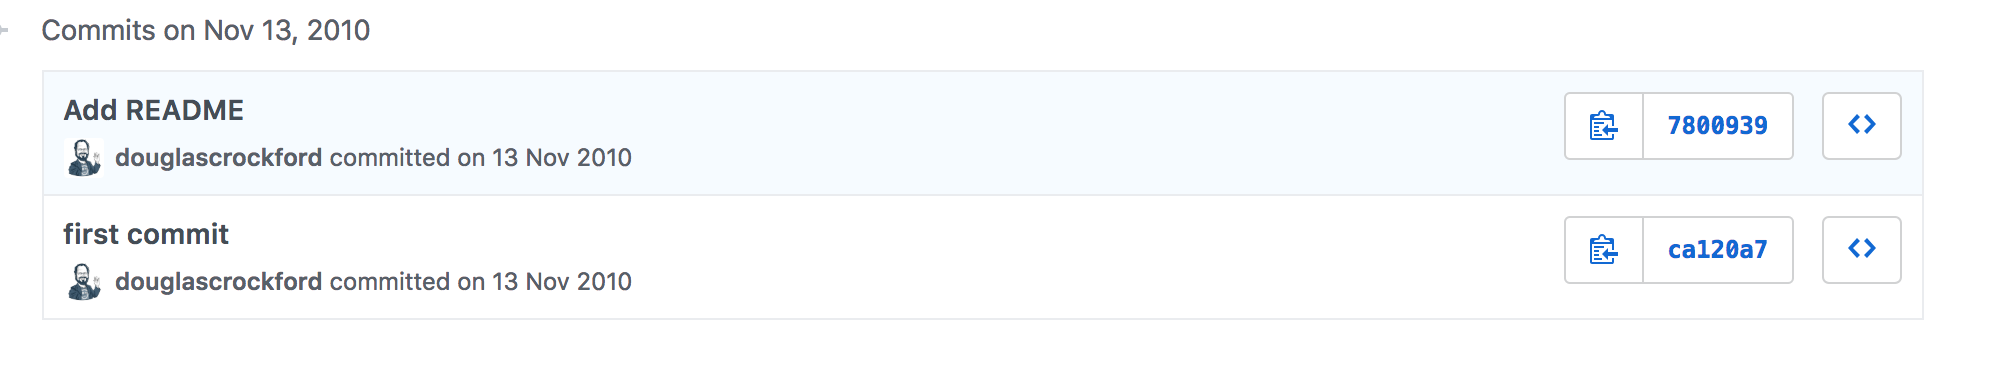 Commits on Nov 13, 2010
Add README
7800939
douglascrockford committed on 13 Nov 2010
first commit
ca120a7
douglascrockford committed on 13 Nov 2010